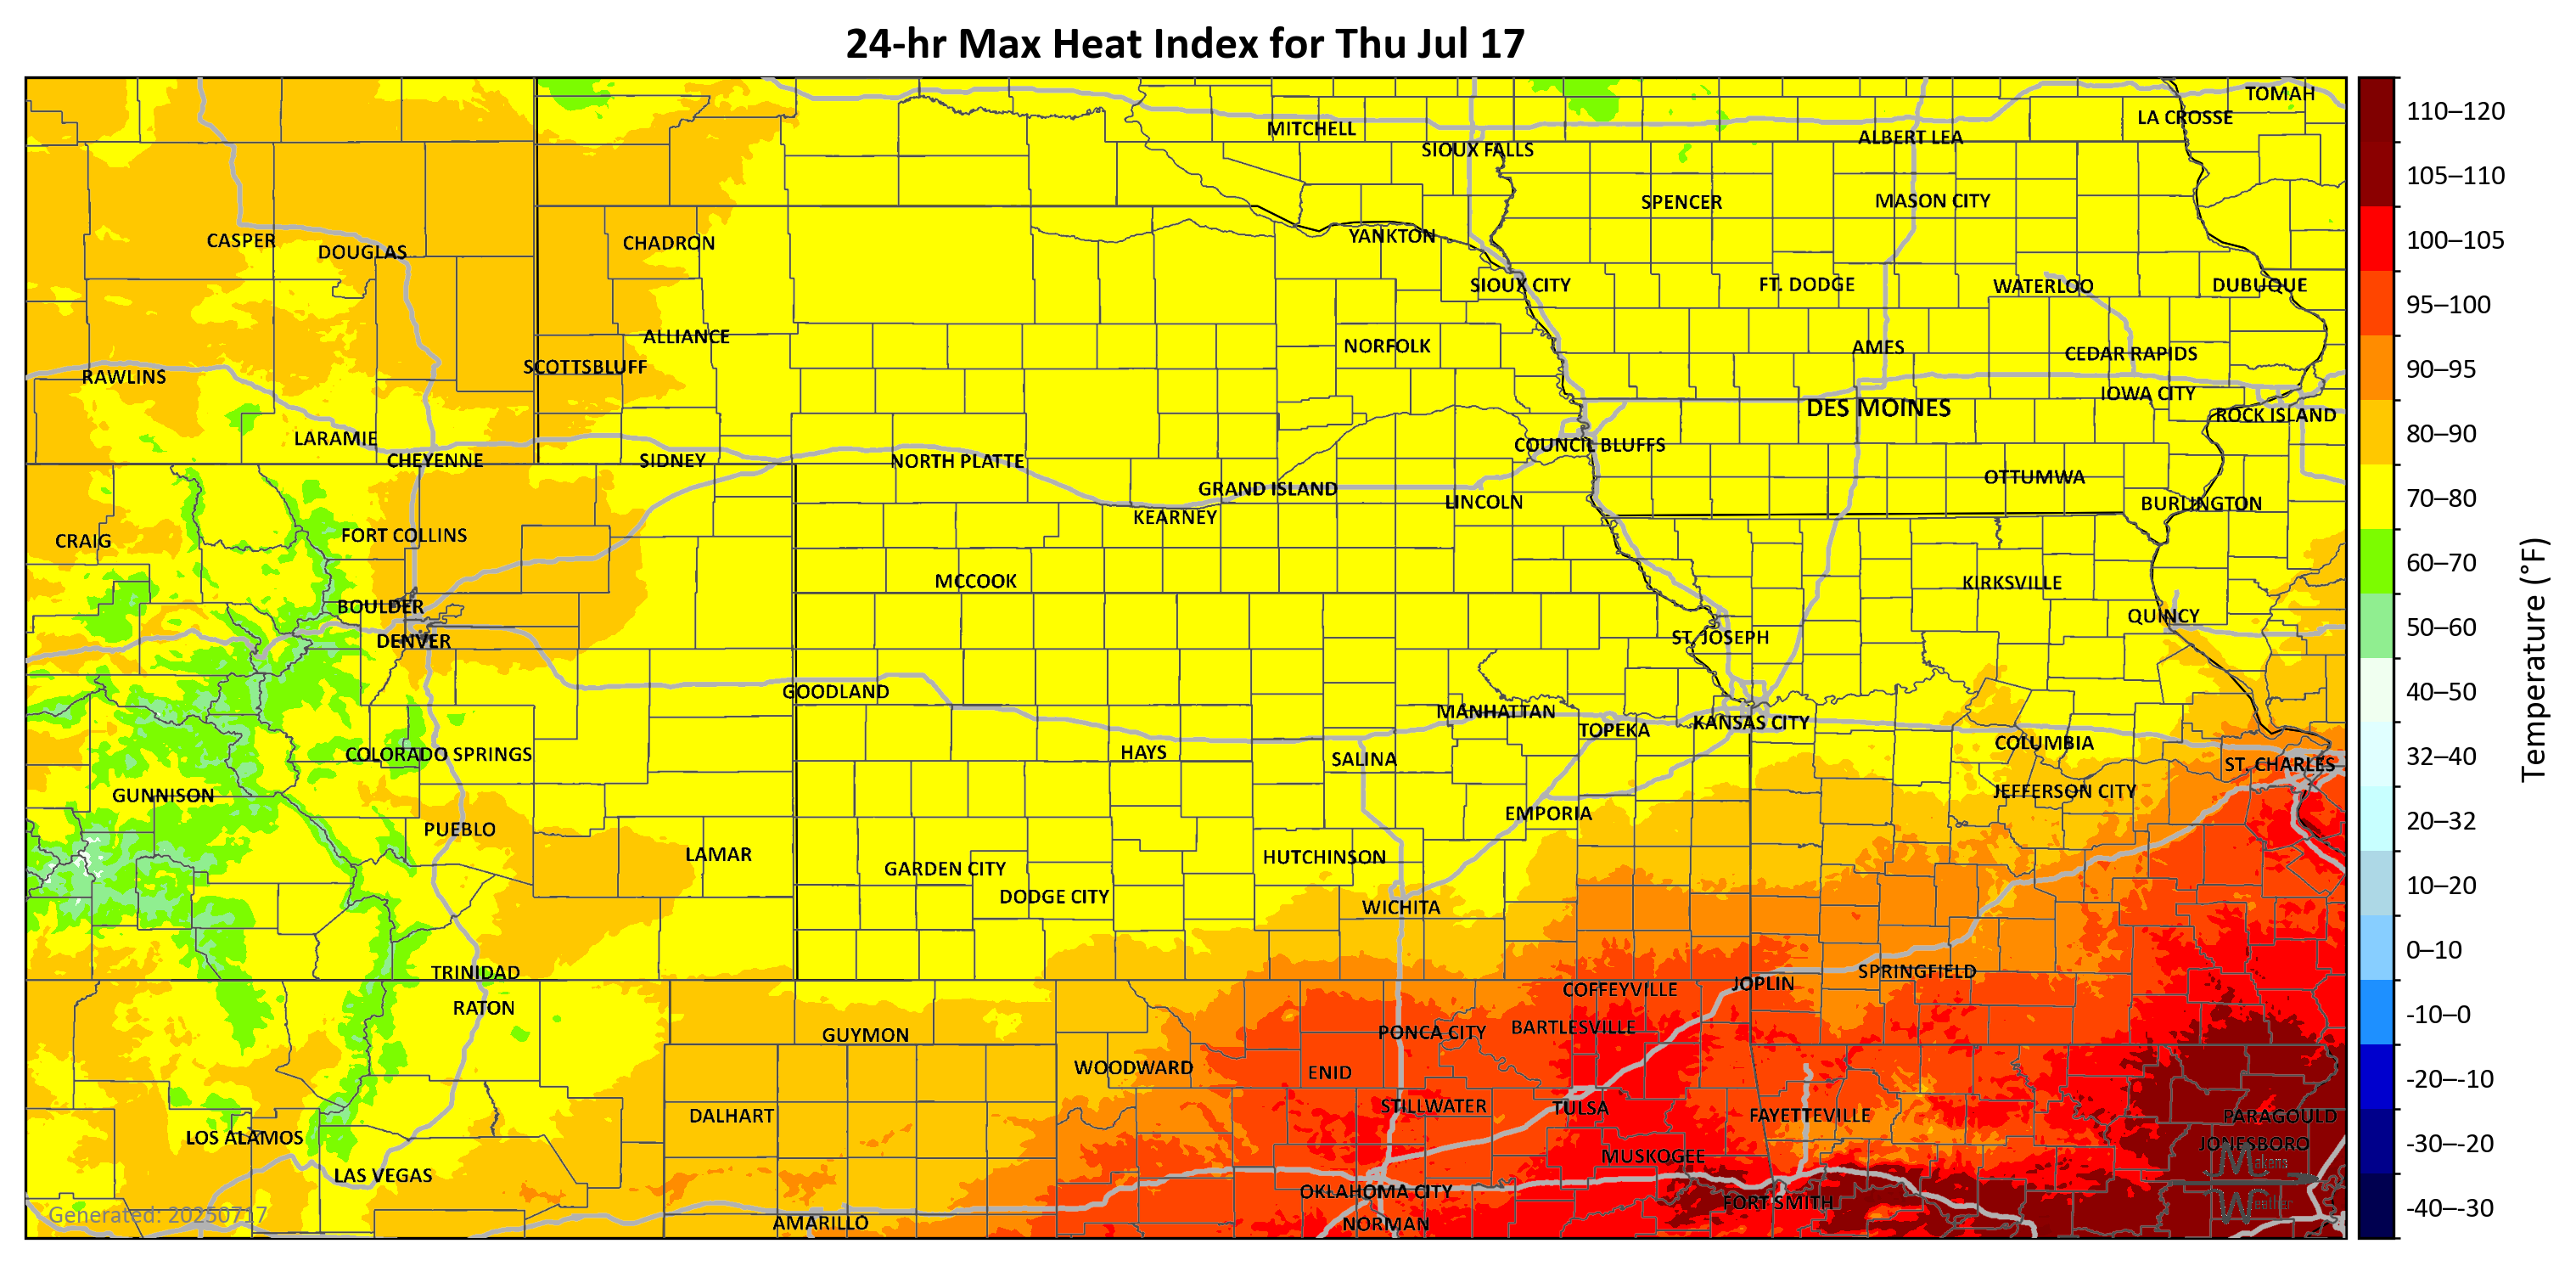 24-hr Max Heat Index for Thu Jul 17
TOMAH
LA CROSSE
MITCHELL
ALBERT LEA
SIOUX FALLS
SPENCER
MASON CITY
YANKTON
CASPER
CHADRON
DOUGLAS
SIOUX CITY
FT. DODGE
WATERLOO
DUBUQUE
ALLIANCE
NORFOLK
AMES
CEDAR RAPIDS
SCOTTSBLUFF
RAWLINS
IOWA CITY
DES MOINES
ROCK ISLAND
LARAMIE
COUNCIL BLUFFS
CHEYENNE
SIDNEY
NORTH PLATTE
OTTUMWA
GRAND ISLAND
LINCOLN
BURLINGTON
KEARNEY
FORT COLLINS
CRAIG
MCCOOK
KIRKSVILLE
BOULDER
QUINCY
DENVER
ST. JOSEPH
GOODLAND
MANHATTAN
KANSAS CITY
TOPEKA
COLUMBIA
COLORADO SPRINGS
HAYS
SALINA
ST. CHARLES
GUNNISON
JEFFERSON CITY
EMPORIA
PUEBLO
LAMAR
HUTCHINSON
GARDEN CITY
DODGE CITY
WICHITA
TRINIDAD
SPRINGFIELD
JOPLIN
COFFEYVILLE
RATON
BARTLESVILLE
PONCA CITY
GUYMON
WOODWARD
ENID
STILLWATER
TULSA
DALHART
FAYETTEVILLE
PARAGOULD
LOS ALAMOS
JONESBORO
MUSKOGEE
LAS VEGAS
OKLAHOMA CITY
FORT SMITH
AMARILLO
NORMAN
Makens
Weather
Generated: 20250717
110–120
105–110
100–105
95–100
90–95
80–90
70–80
60–70
50–60
40–50
32–40
20–32
10–20
0–10
-10–0
-20–-10
-30–-20
-40–-30
Temperature (°F)